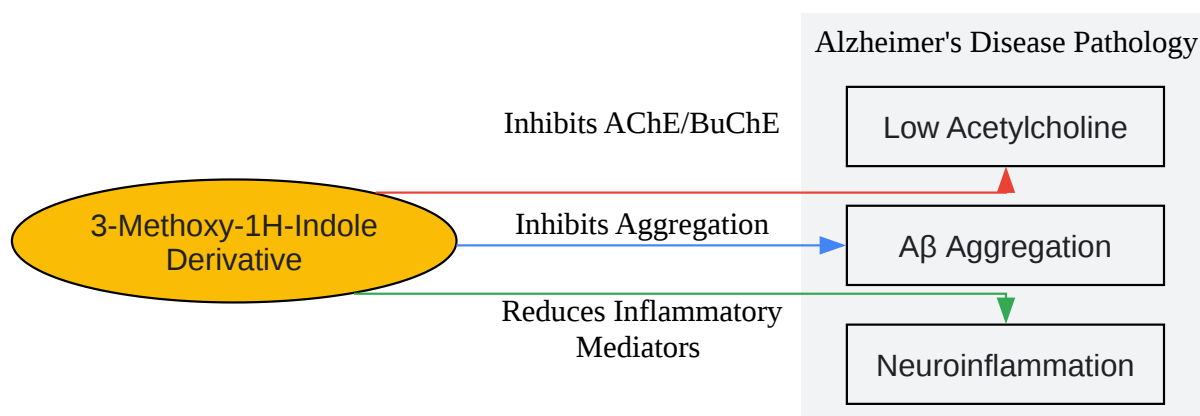 Alzheimer's Disease Pathology
Inhibits AChE/BuChE
Low Acetylcholine
3-Methoxy-1H-Indole
Derivative
Inhibits Aggregation
Aβ Aggregation
Reduces Inflammatory
Mediators
Neuroinflammation